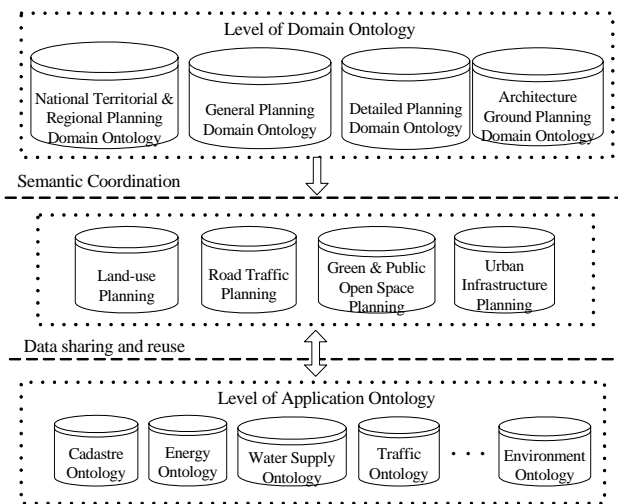 Level of Domain Ontology
National Territorial &
Regional Planning
Domain Ontology
General Planning
Domain Ontology
Detailed Planning
Domain Ontology
Architecture
Ground Planning
Domain Ontology
Semantic Coordination
Land-use
Planning
Road Traffic
Planning
Green & Public
Open Space
Planning
Urban
Infrastructure
Planning
Data sharing and reuse
Level of Application Ontology
Cadastre
Ontology
Energy
Ontology
Water Supply
Ontology
Traffic
Ontology
. . .
Environment
Ontology